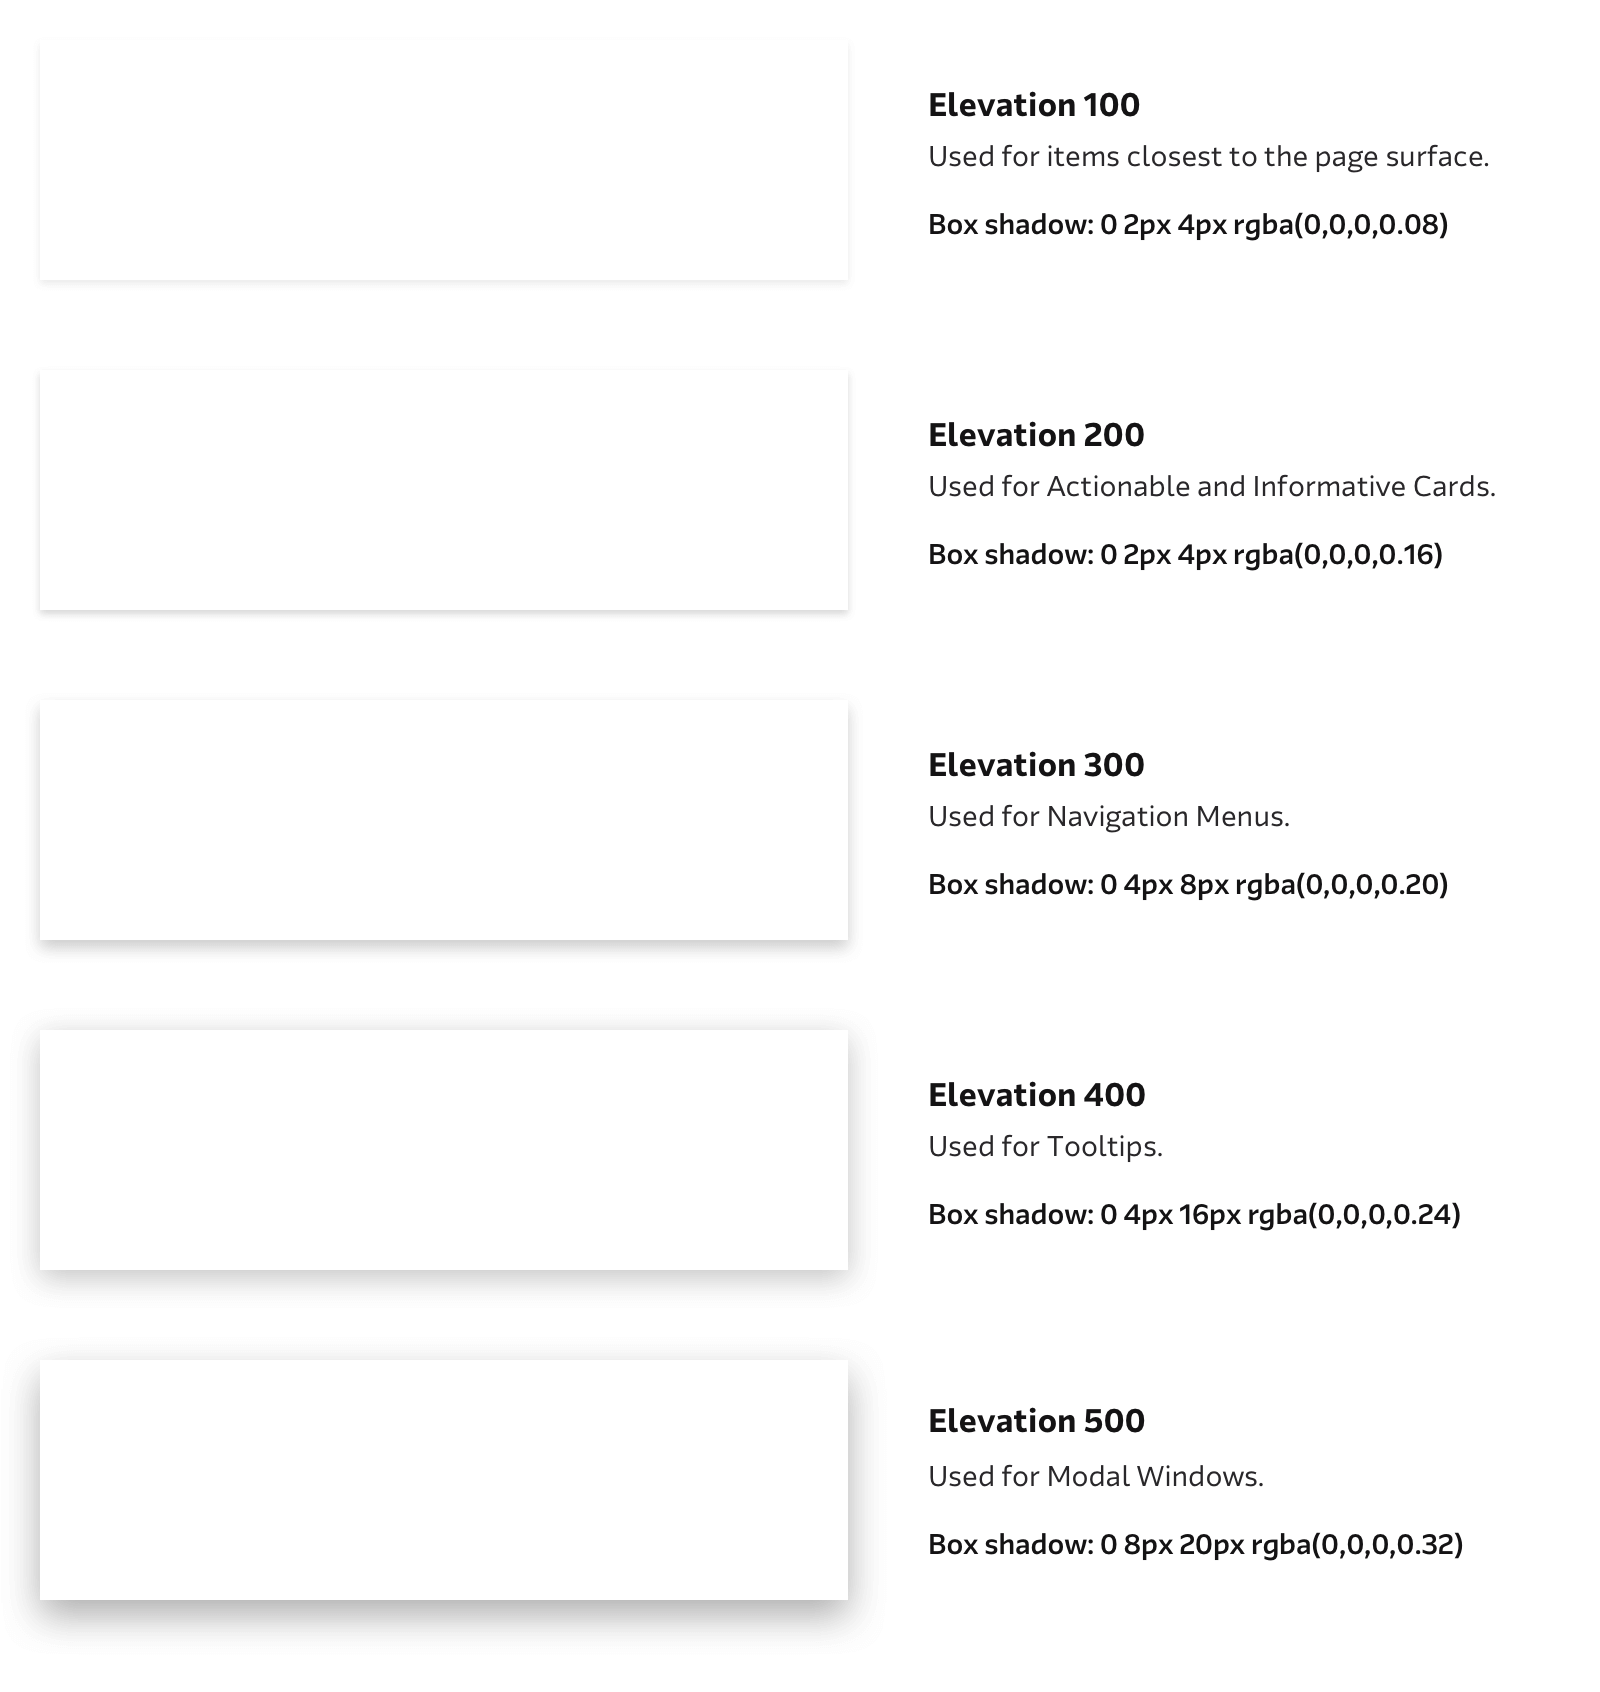 Elevation 100
Used for items closest to the page surface.
Box shadow: 0 2px 4px rgba(0,0,0,0.08)
Elevation 200
Used for Actionable and Informative Cards.
Box shadow: 0 2px 4px rgba(0,0,0,0.16)
Elevation 300
Used for Navigation Menus.
Box shadow: 0 4px 8px rgba(0,0,0,0.20)
Elevation 400
Used for Tooltips.
Box shadow: 0 4px 16px rgba(0,0,0,0.24)
Elevation 500
Used for Modal Windows.
Box shadow: 0 8px 20px rgba(0,0,0,0.32)